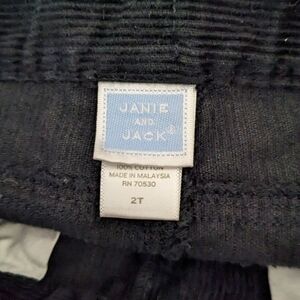 JANIE
AND
JACK®
100% COTTON
MADE IN MALAYSIA
RN 70530
2T